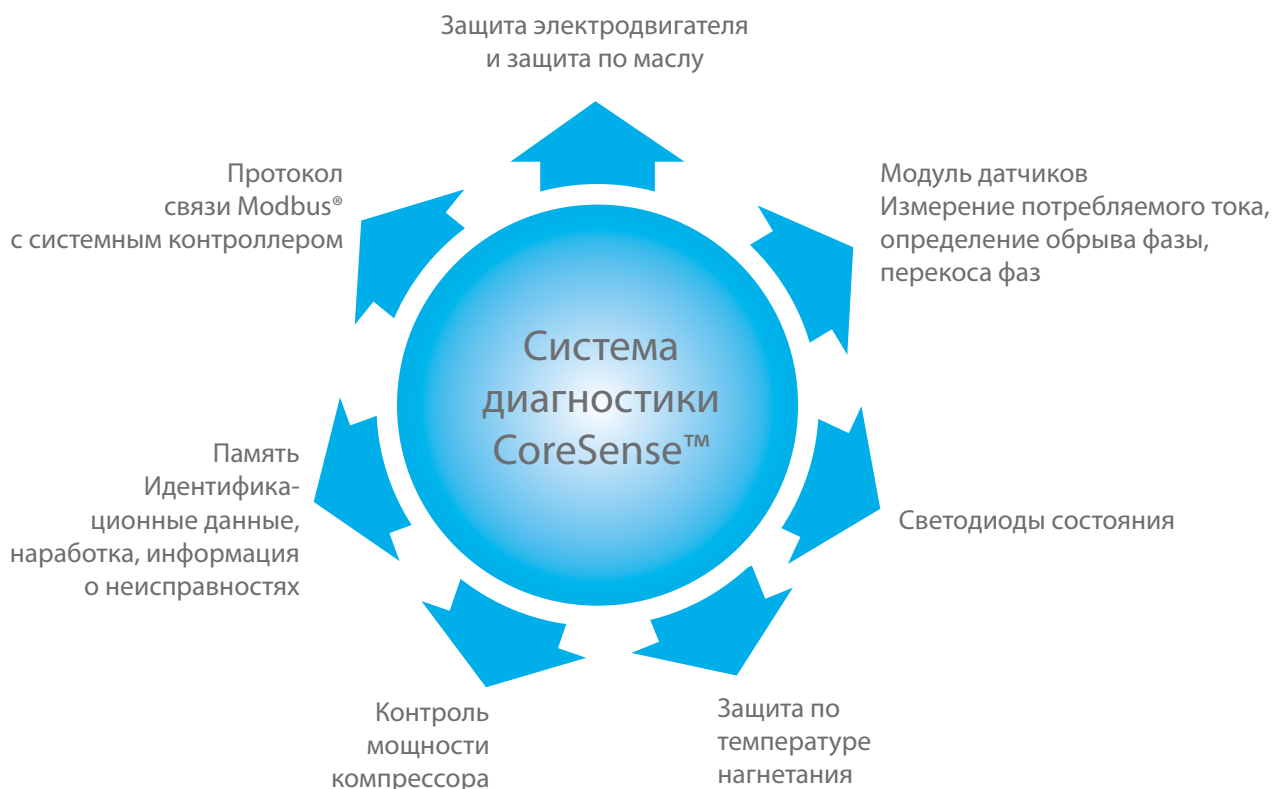 Защита электродвигателя
и защита по маслу
Протокол
связи Modbus®
с системным контроллером
Модуль датчиков
Измерение потребляемого тока,
определение обрыва фазы,
перекоса фаз
Система
диагностики
CoreSense™
Память
Идентифика-
ционные данные,
наработка, информация
о неисправностях
Светодиоды состояния
Контроль
мощности
компрессора
Защита по
температуре
нагнетания